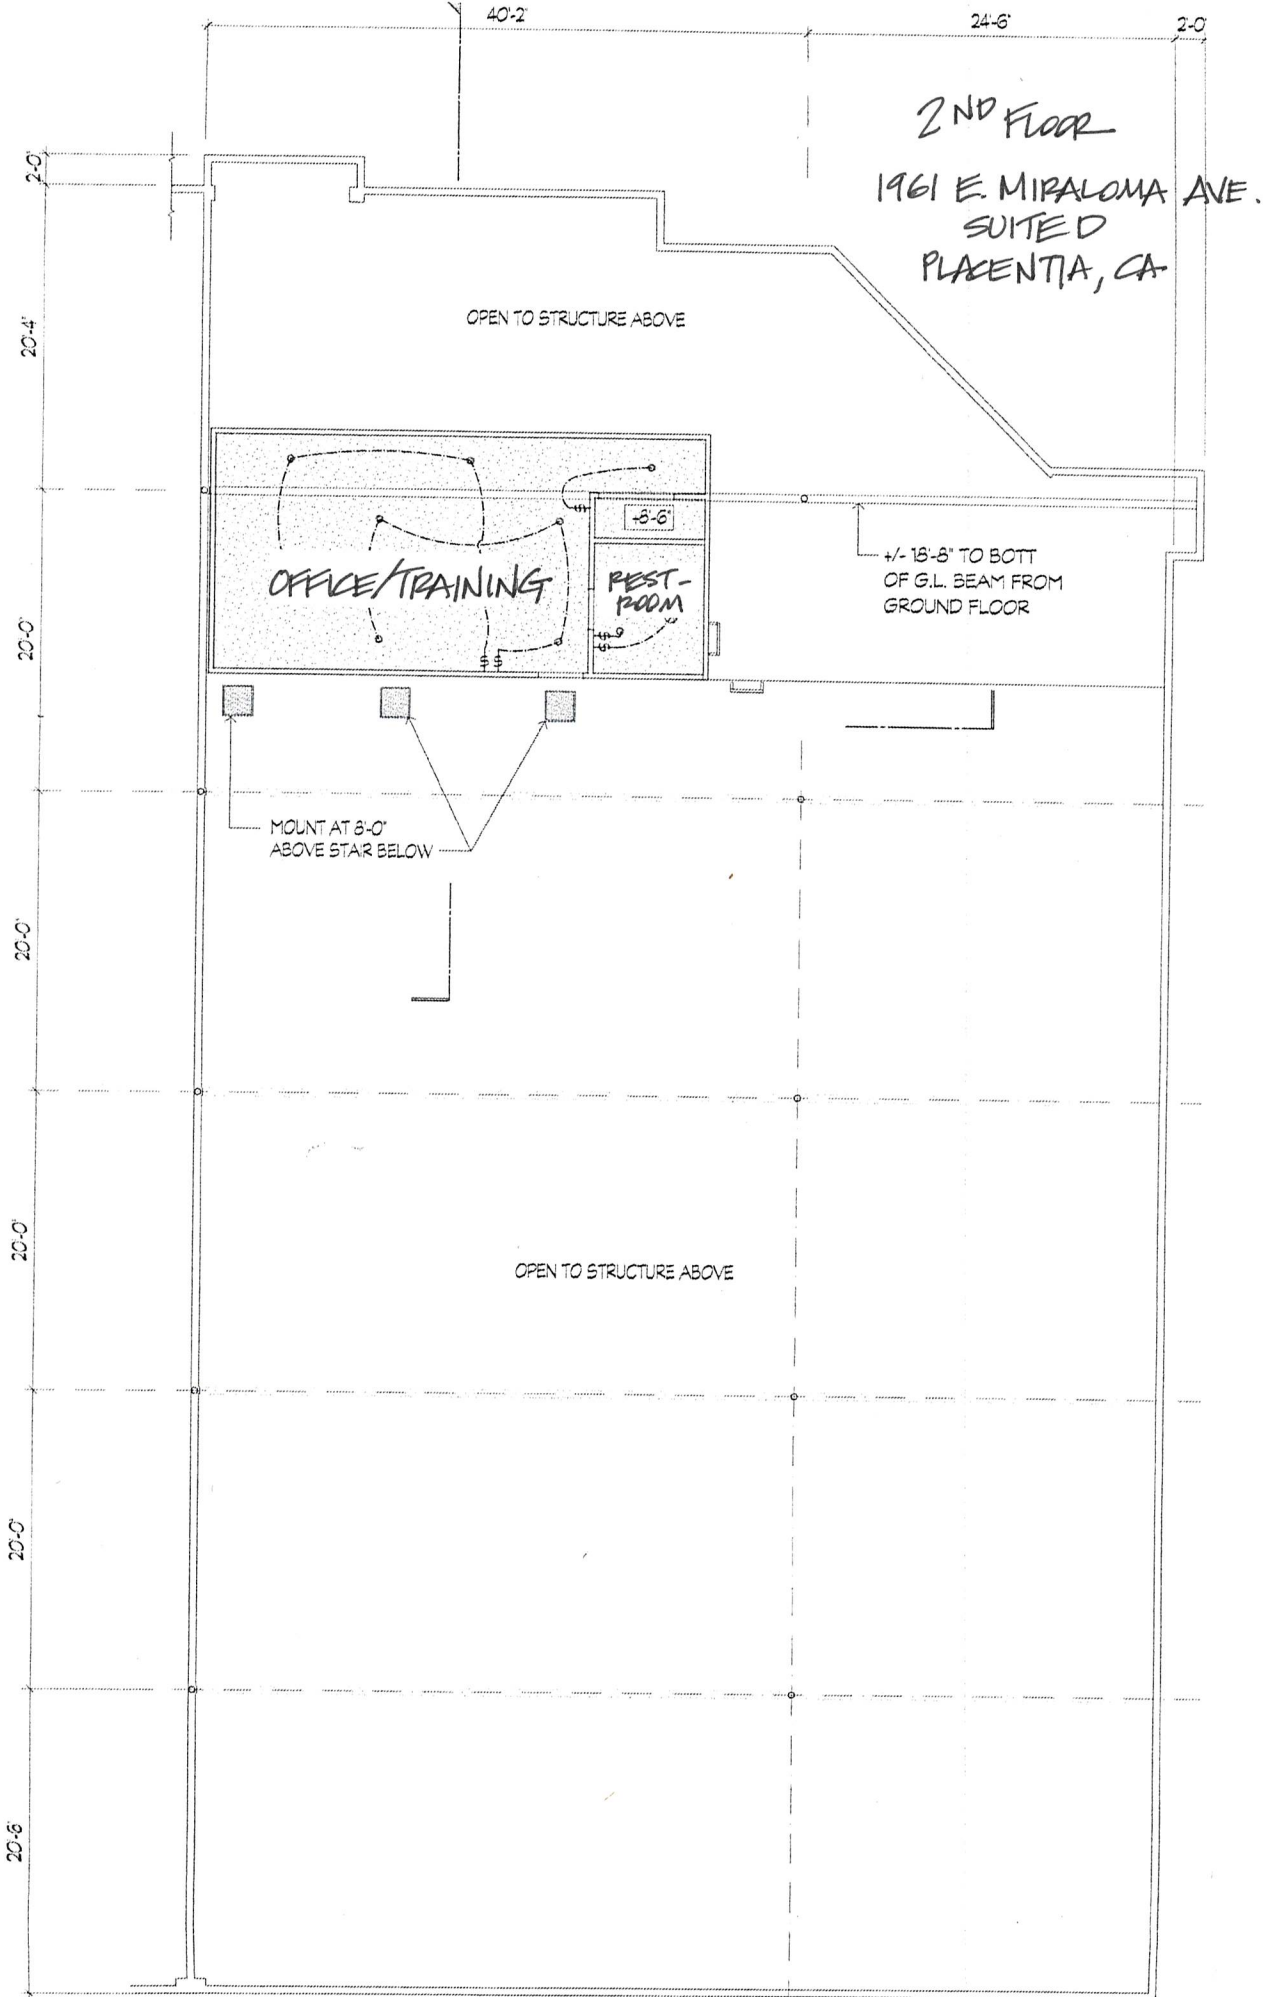 40'-2"
24'-6"
2'-0"
2ND FLOOR
1961 E. MIRALOMA AVE.
SUITE D
PLACENTIA, CA
2'-0"
20'-4"
OPEN TO STRUCTURE ABOVE
+8'-6"
OFFICE/TRAINING
REST-
ROOM
+/- 18'-8" TO BOTT
OF G.L. BEAM FROM
GROUND FLOOR
20'-0"
$
$ $
$
$
MOUNT AT 8'-0"
ABOVE STAIR BELOW
20'-0"
20'-0"
OPEN TO STRUCTURE ABOVE
20'-0"
20'-6"